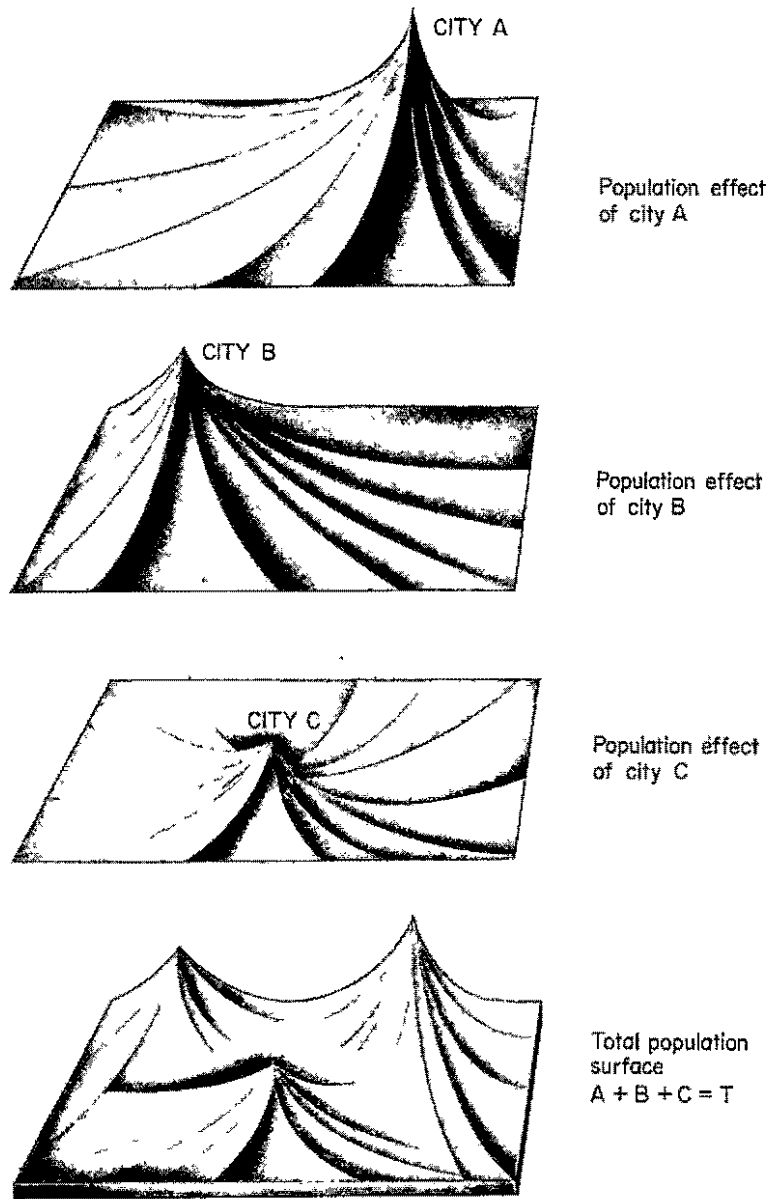 CITY A
Population effect
of city A
CITY B
Population effect
of city B
CITY C
Population effect
of city C
Total population
surface
A + B + C = T